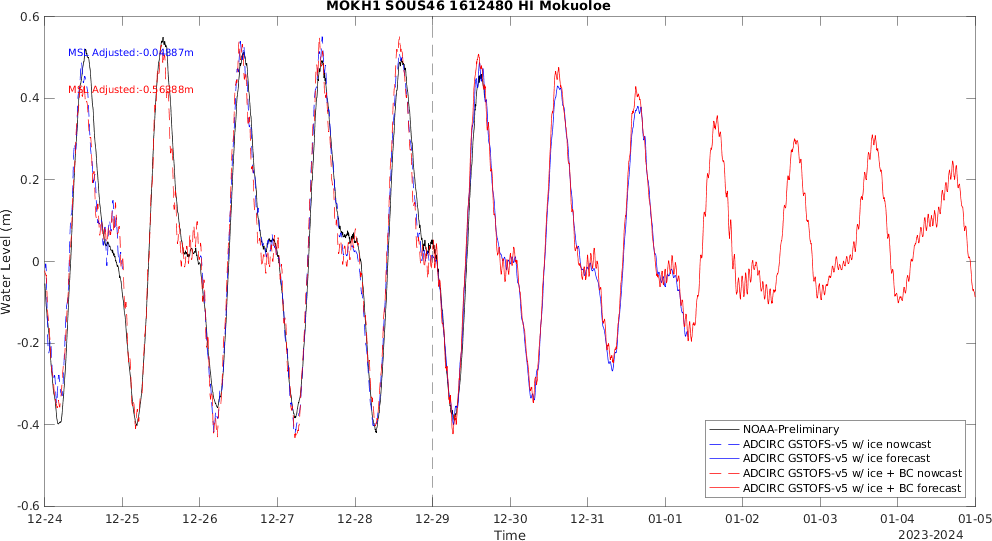 MOKH1 SOUS46 1612480 HI Mokuoloe
0.6
0.4
0.2
0
-0.2
-0.4
-0.6
Water Level (m)
MSL Adjusted:-0.04887m
MSL Adjusted:-0.56888m
NOAA-Preliminary
ADCIRC GSTOFS-v5 w/ ice nowcast
ADCIRC GSTOFS-v5 w/ ice forecast
ADCIRC GSTOFS-v5 w/ ice + BC nowcast
ADCIRC GSTOFS-v5 w/ ice + BC forecast
12-24 12-25 12-26 12-27 12-28 12-29 12-30 12-31 01-01 01-02 01-03 01-04 01-05
Time
2023-2024